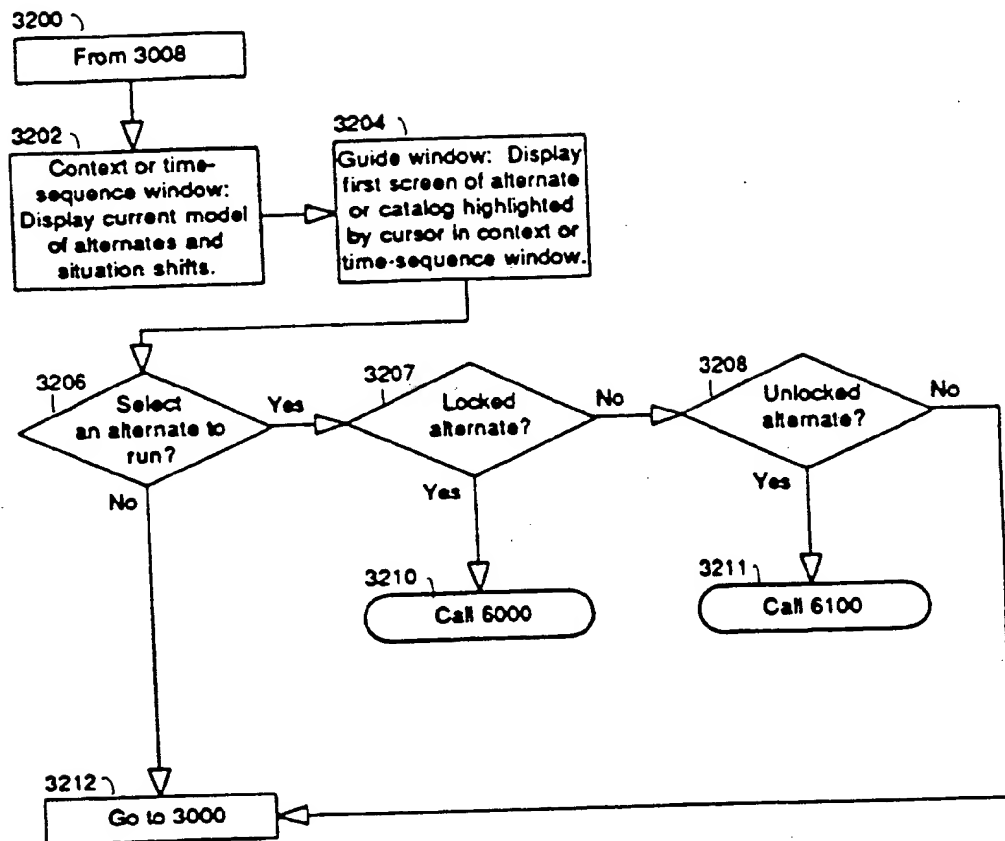 3200
From 3008
3202
Context or time-
sequence window:
Display current model
of alternates and
situation shifts.
3204
Guide window: Display
first screen of alternate
or catalog highlighted
by cursor in context or
time-sequence window.
3206
Select
an alternate to
run?
Yes
No
3207
Locked
alternate?
No
Yes
3208
Unlocked
alternate?
No
Yes
3210
Call 6000
3211
Call 6100
3212
Go to 3000